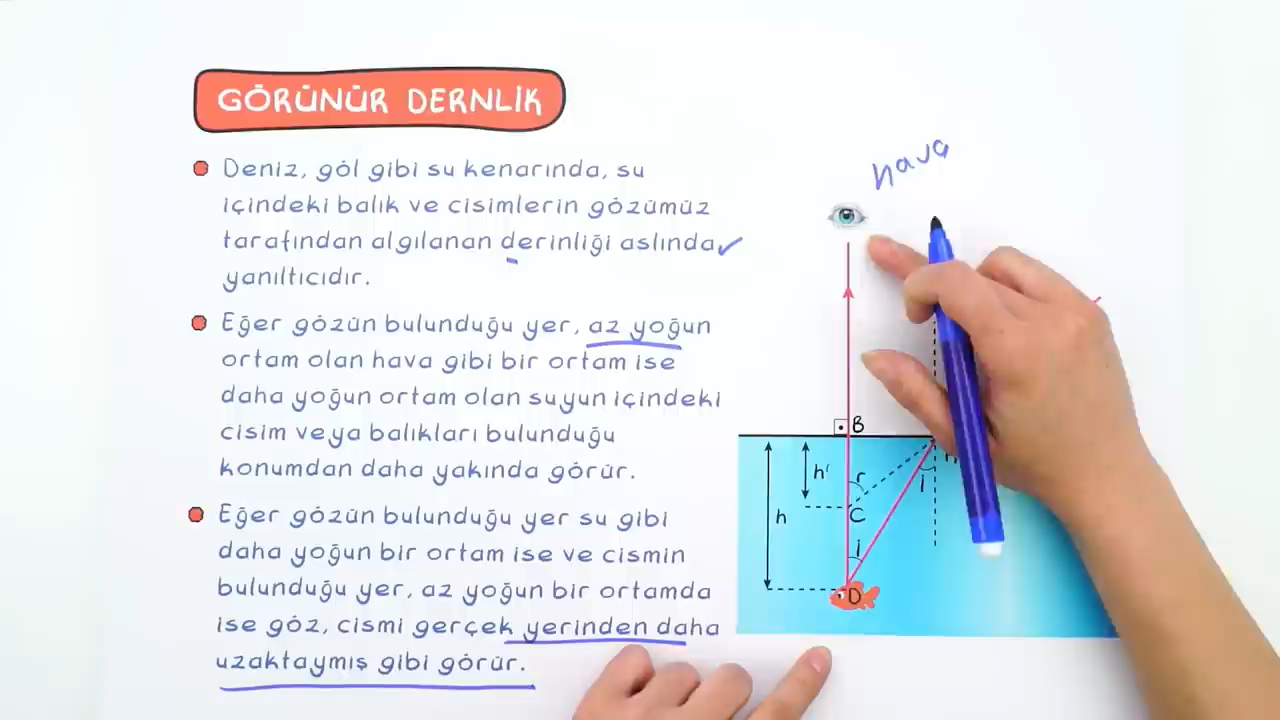 GÖRÜNÜR DERNLİK
Deniz, göl gibi su kenarında, su
içindeki balık ve cisimlerin gözümüz
tarafından algılanan derinliği aslında
yanıltıcıdır.
Eğer gözün bulunduğu yer, az yoğun
ortam olan hava gibi bir ortam ise
daha yoğun ortam olan suyun içindeki
cisim veya balıkları bulunduğu
konumdan daha yakında görür.
Eğer gözün bulunduğu yer su gibi
daha yoğun bir ortam ise ve cismin
bulunduğu yer, az yoğun bir ortamda
ise göz, cismi gerçek yerinden daha
uzaktaymış gibi görür.
hava
B
h'
r
i
h
C
i
D